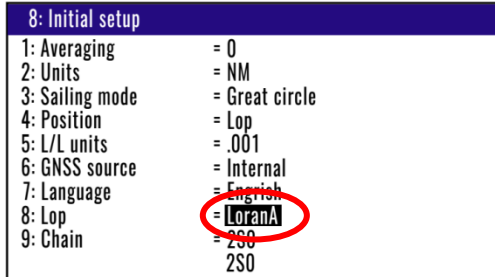 8: Initial setup
1: Averaging = 0
2: Units = NM
3: Sailing mode = Great circle
4: Position = Lop
5: L/L units = .001
6: GNSS source = Internal
7: Language = Engrish
8: Lop = LoranA
9: Chain = 2S0
2S0